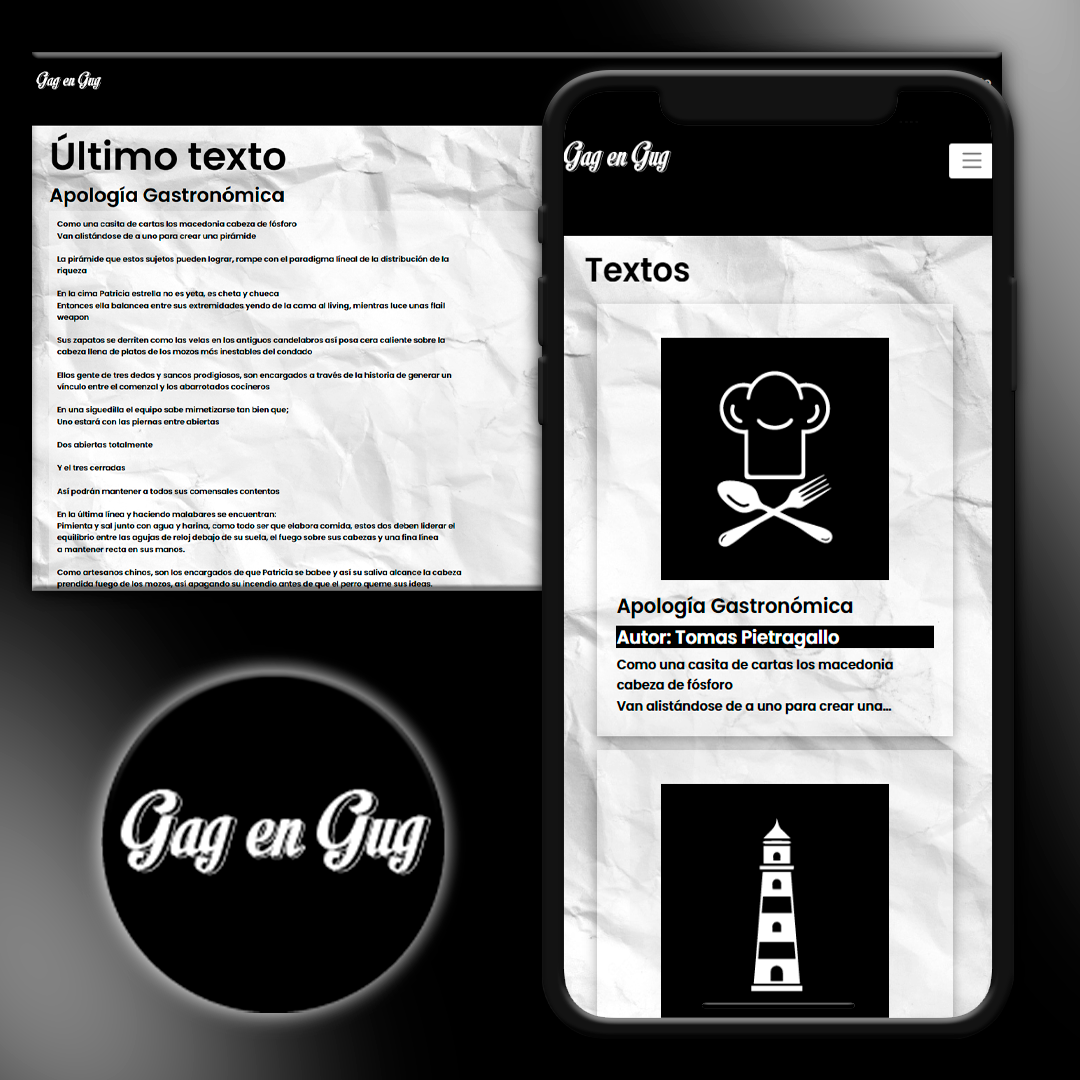 Gag en Gug
Último texto
Apología Gastronómica
Como una casita de cartas los macedonia cabeza de fósforo
Van alistándose de a uno para crear una pirámide
La pirámide que estos sujetos pueden lograr, rompe con el paradigma lineal de la distribución de la
riqueza
En la cima Patricia estrella no es yeta, es cheta y chueca
Entonces ella balancea entre sus extremidades yendo de la cama al living, mientras luce unas flail
weapon
Sus zapatos se derriten como las velas en los antiguos candelabros así posa cera caliente sobre la
cabeza llena de platos de los mozos más inestables del condado
Ellos gente de tres dedos y sancos prodigiosos, son encargados a través de la historia de generar un
vínculo entre el comenzal y los abarrotados cocineros
En una siguedilla el equipo sabe mimetizarse tan bien que;
Uno estará con las piernas entre abiertas
Dos abiertas totalmente
Y el tres cerradas
Así podrán mantener a todos sus comensales contentos
En la última línea y haciendo malabares se encuentran:
Pimienta y sal junto con agua y harina, como todo ser que elabora comida, estos dos deben liderar el
equilibrio entre las agujas de reloj debajo de su suela, el fuego sobre sus cabezas y una fina línea
a mantener recta en sus manos.
Como artesanos chinos, son los encargados de que Patricia se babee y así su saliva alcance la cabeza
prendida fuego de los mozos, así apagando su incendio antes de que el perro queme sus ideas.
Gag en Gug
Textos
Apología Gastronómica
Autor: Tomas Pietragallo
Como una casita de cartas los macedonia
cabeza de fósforo
Van alistándose de a uno para crear una...
Gag en Gug